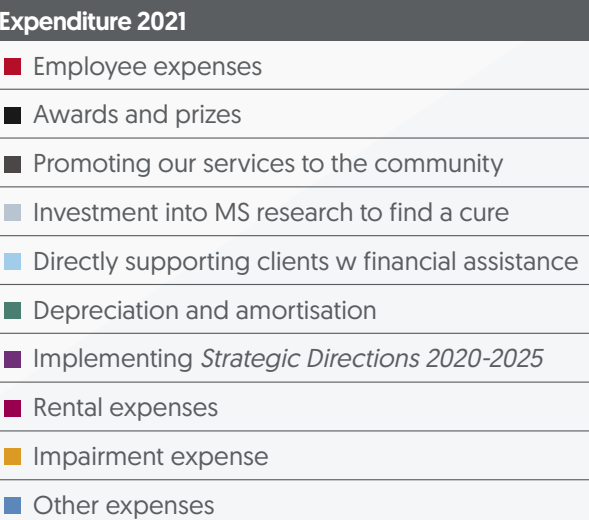 Expenditure 2021
Employee expenses
Awards and prizes
Promoting our services to the community
Investment into MS research to find a cure
Directly supporting clients w financial assistance
Depreciation and amortisation
Implementing Strategic Directions 2020-2025
Rental expenses
Impairment expense
Other expenses